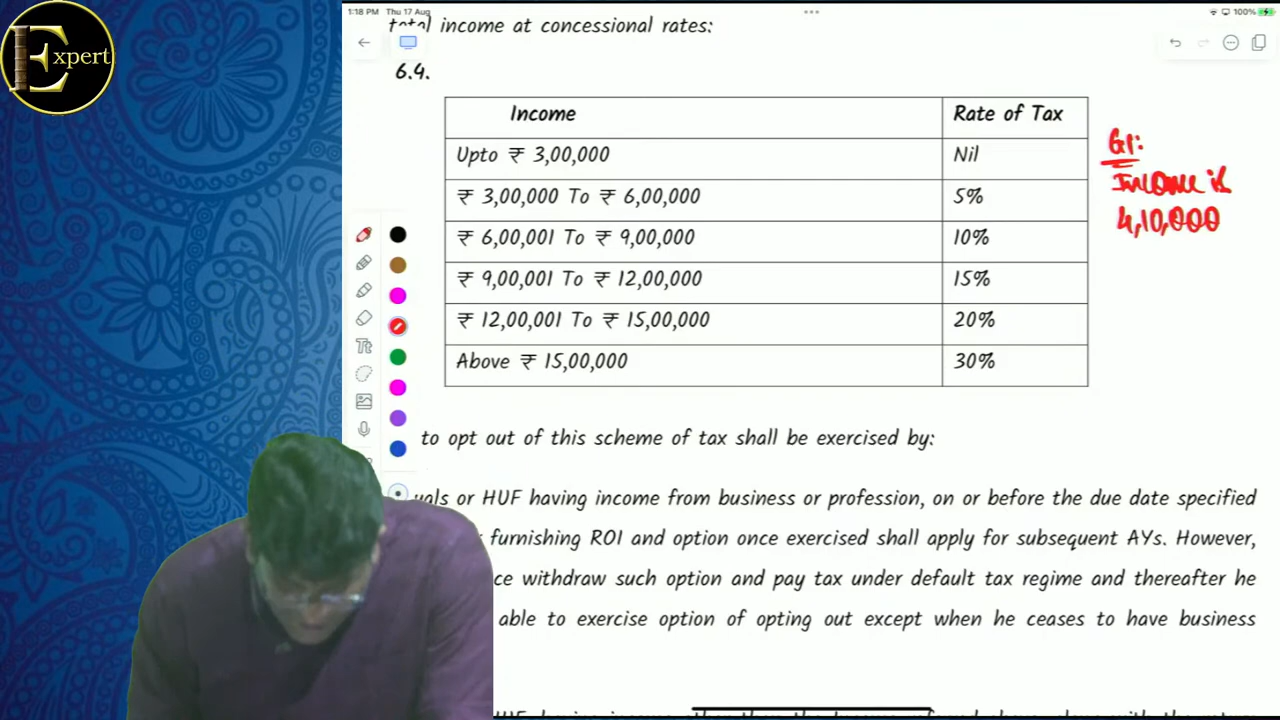 1:18 PM Thu 17 Aug
100%
Expert
total income at concessional rates:
6.4.
Income Rate of Tax
Upto ₹ 3,00,000 Nil
₹ 3,00,000 To ₹ 6,00,000 5%
₹ 6,00,001 To ₹ 9,00,000 10%
₹ 9,00,001 To ₹ 12,00,000 15%
₹ 12,00,001 To ₹ 15,00,000 20%
Above ₹ 15,00,000 30%
Income is
4,10,000
Tt
to opt out of this scheme of tax shall be exercised by:
uals or HUF having income from business or profession, on or before the due date specified
furnishing ROI and option once exercised shall apply for subsequent AYs. However,
ce withdraw such option and pay tax under default tax regime and thereafter he
able to exercise option of opting out except when he ceases to have business